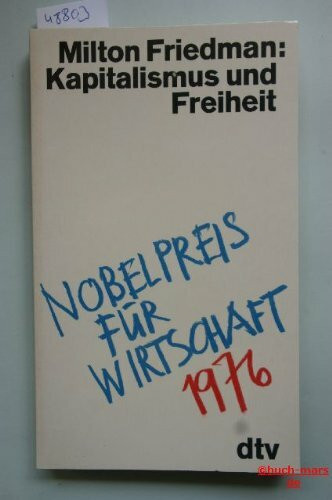 48803
Milton Friedman:
Kapitalismus und
Freiheit
NOBELPREIS
FÜR
WIRTSCHAFT
1976
dtv
©buch-mars
de